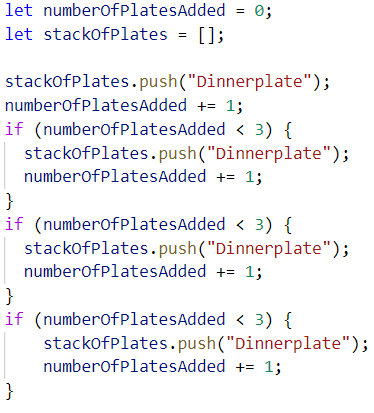 let numberOfPlatesAdded = 0;
let stackOfPlates = [];

stackOfPlates.push("Dinnerplate");
numberOfPlatesAdded += 1;
if (numberOfPlatesAdded < 3) {
  stackOfPlates.push("Dinnerplate");
  numberOfPlatesAdded += 1;
}
if (numberOfPlatesAdded < 3) {
  stackOfPlates.push("Dinnerplate");
  numberOfPlatesAdded += 1;
}
if (numberOfPlatesAdded < 3) {
    stackOfPlates.push("Dinnerplate");
    numberOfPlatesAdded += 1;
}